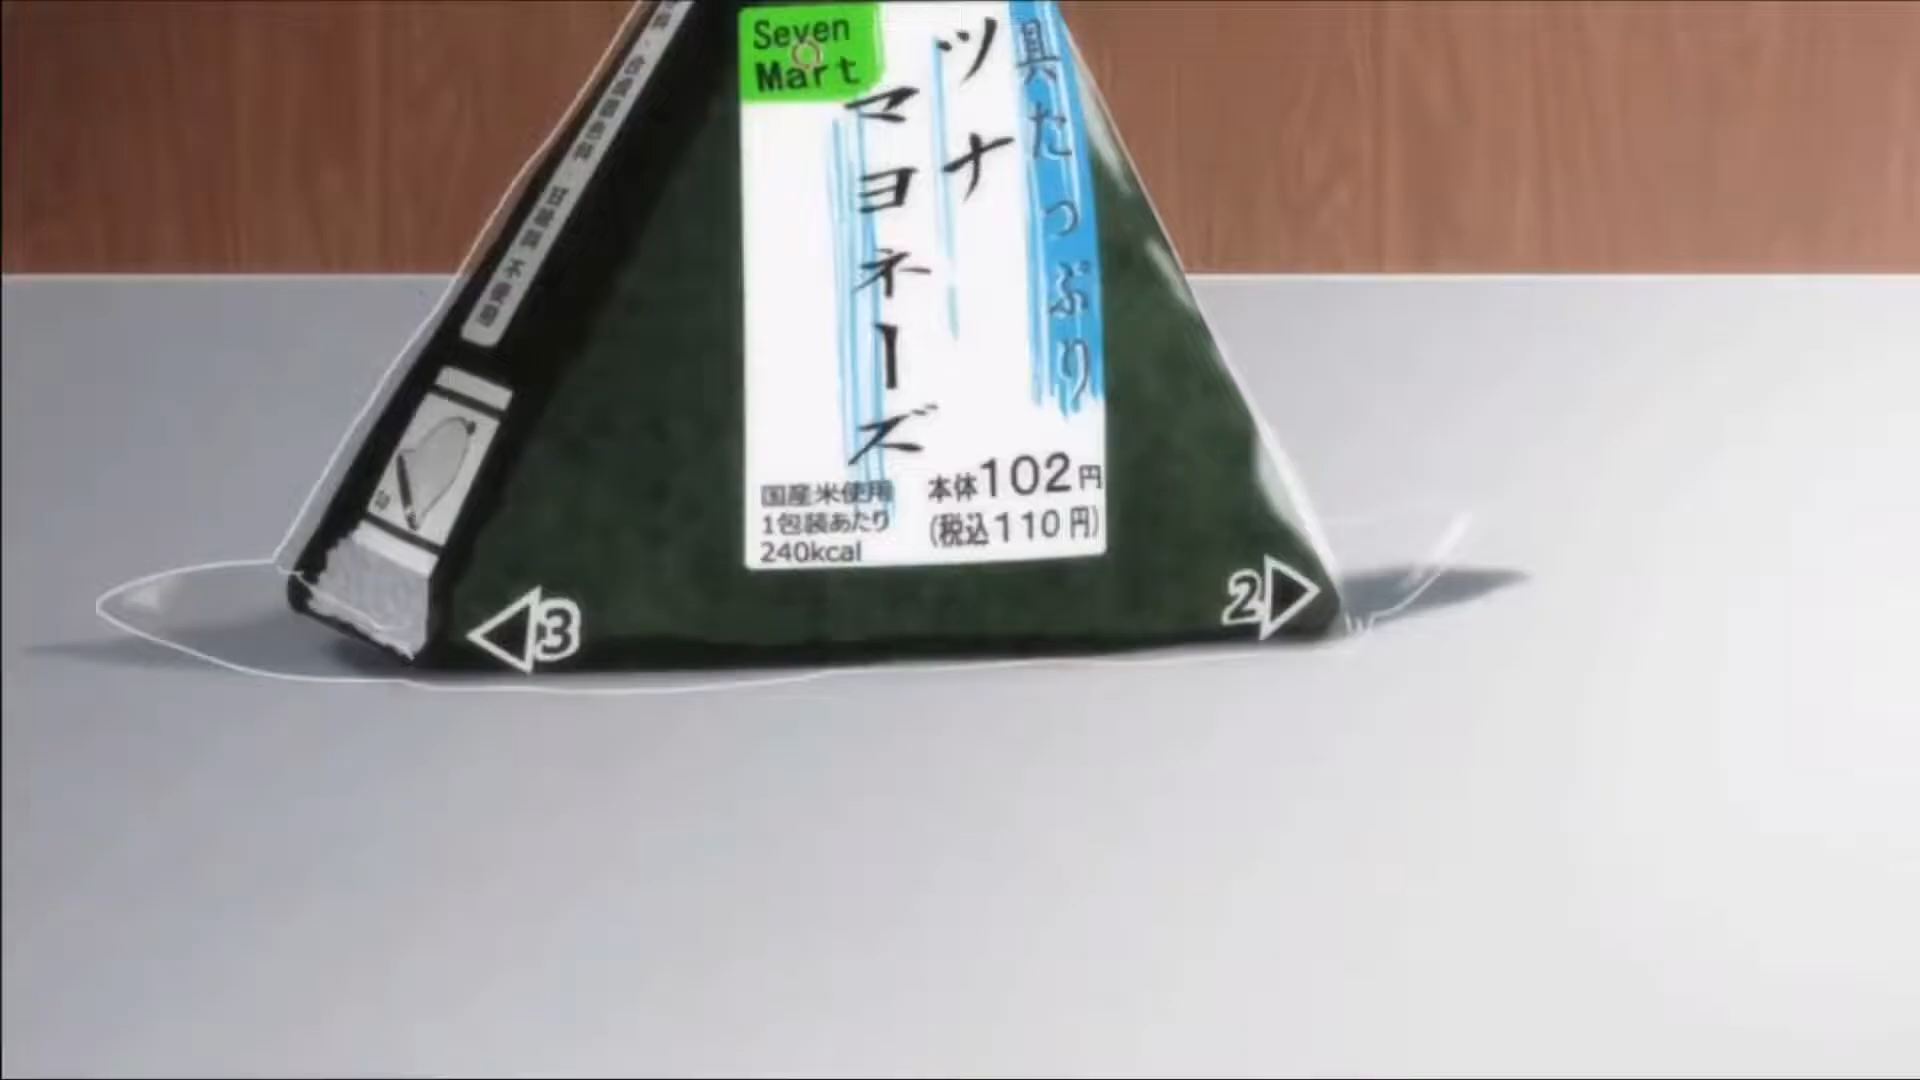 Seven
Mart
具たっぷり
ツナ
マヨネーズ
国産米使用
1包装あたり
240kcal
本体102円
(税込110円)
3
2